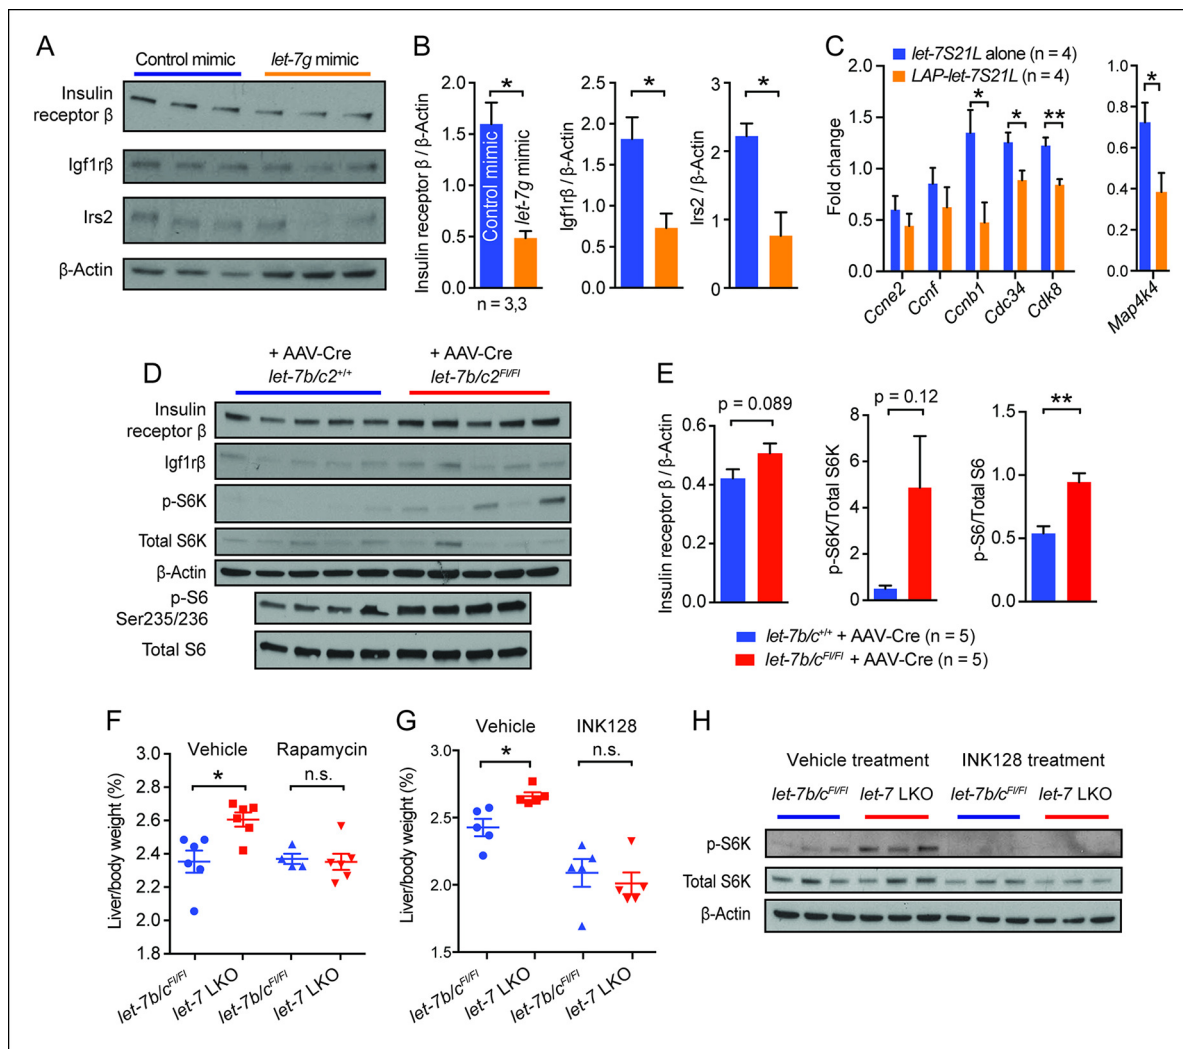 A
Control mimic
let-7g mimic
Insulin
receptor β
Igf1rβ
Irs2
β-Actin
B
Insulin receptor β / β-Actin
2.0
1.5
1.0
0.5
0.0
*
Control mimic
let-7g mimic
n = 3,3
Igf1rβ / β-Actin
2.5
2.0
1.5
1.0
0.5
0.0
*
Irs2 / β-Actin
3
2
1
0
*
C
let-7S21L alone (n = 4)
LAP-let-7S21L (n = 4)
Fold change
2.0
1.5
1.0
0.5
0.0
*
*
**
Ccne2
Ccnf
Ccnb1
Cdc34
Cdk8
1.0
0.8
0.6
0.4
0.2
0.0
*
Map4k4
D
+ AAV-Cre
let-7b/c2+/+
+ AAV-Cre
let-7b/c2Fl/Fl
Insulin
receptor β
Igf1rβ
p-S6K
Total S6K
β-Actin
p-S6
Ser235/236
Total S6
E
Insulin receptor β / β-Actin
0.6
0.4
0.2
0.0
p = 0.089
p-S6K/Total S6K
8
6
4
2
0
p = 0.12
p-S6/Total S6
1.5
1.0
0.5
0.0
**
let-7b/c+/+ + AAV-Cre (n = 5)
let-7b/cFl/Fl + AAV-Cre (n = 5)
F
Vehicle
Rapamycin
Liver/body weight (%)
3.0
2.8
2.6
2.4
2.2
2.0
1.8
*
n.s.
let-7b/cFl/Fl
let-7 LKO
let-7b/cFl/Fl
let-7 LKO
G
Vehicle
INK128
Liver/body weight (%)
3.0
2.5
2.0
1.5
*
n.s.
let-7b/cFl/Fl
let-7 LKO
let-7b/cFl/Fl
let-7 LKO
H
Vehicle treatment
INK128 treatment
let-7b/cFl/Fl
let-7 LKO
let-7b/cFl/Fl
let-7 LKO
p-S6K
Total S6K
β-Actin